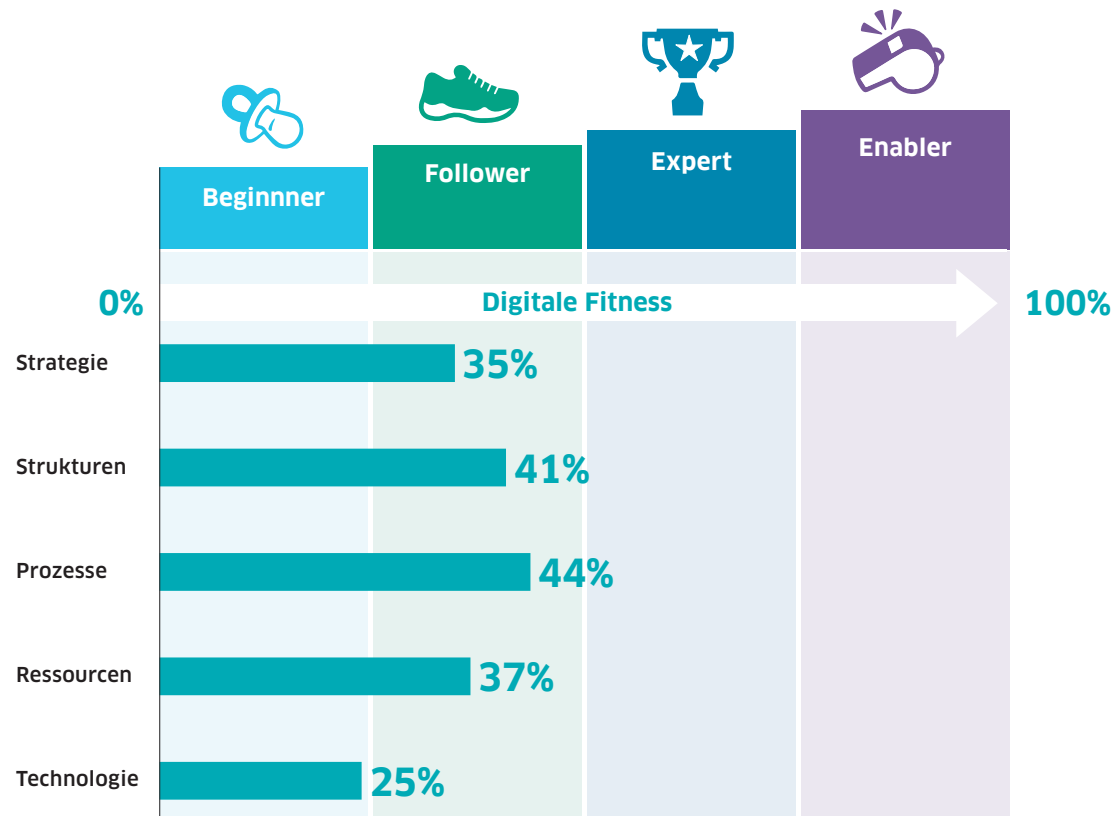 Beginnner
Follower
Expert
Enabler
0% Digitale Fitness 100%
Strategie 35%
Strukturen 41%
Prozesse 44%
Ressourcen 37%
Technologie 25%